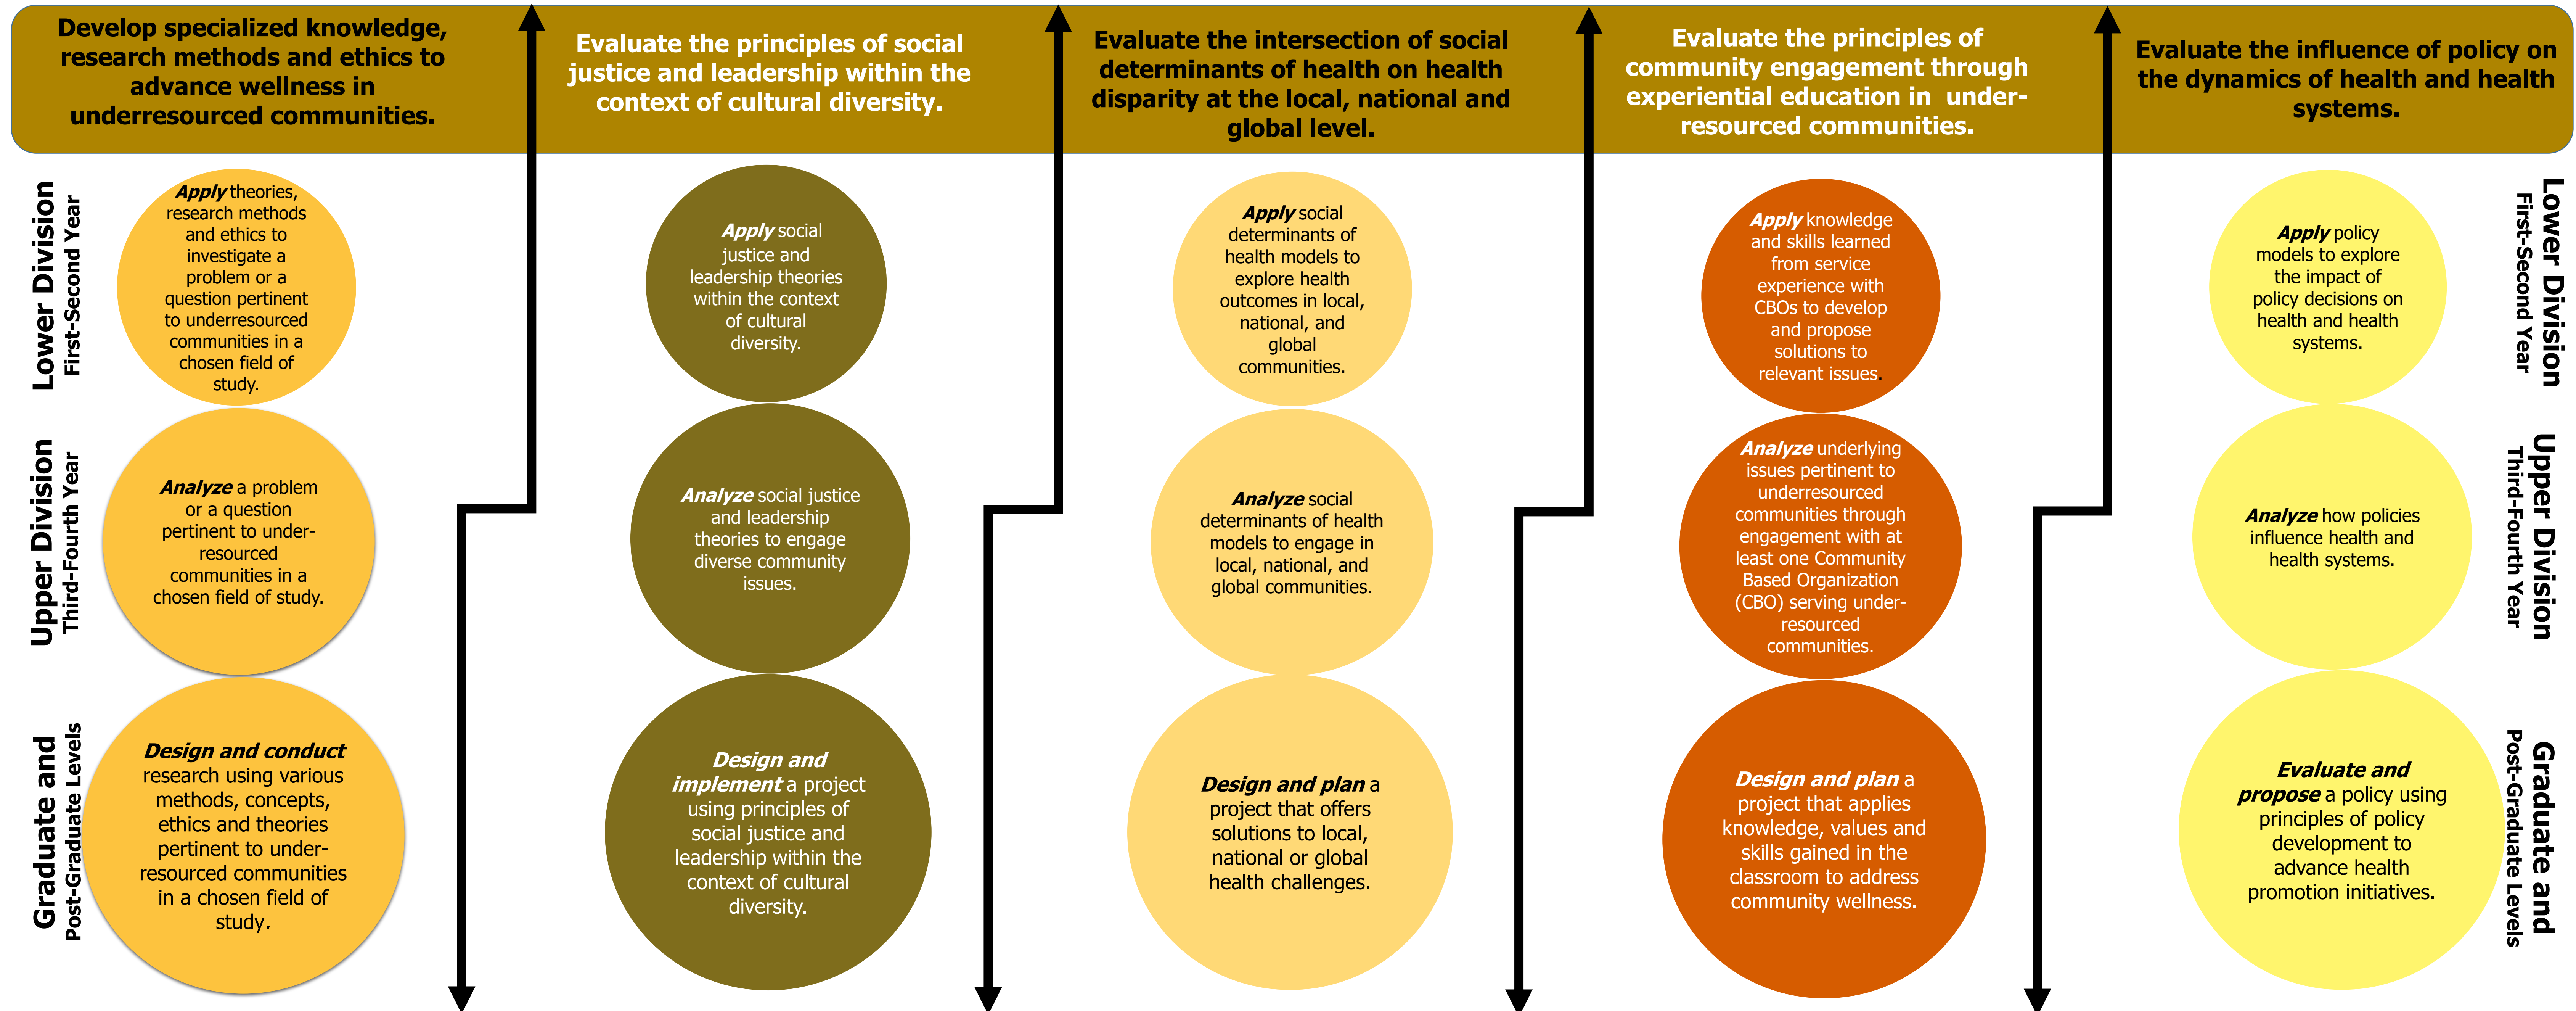 Develop specialized knowledge,
research methods and ethics to
advance wellness in
underresourced communities.
Evaluate the principles of social
justice and leadership within the
context of cultural diversity.
Evaluate the intersection of social
determinants of health on health
disparity at the local, national and
global level.
Evaluate the principles of
community engagement through
experiential education in under-
resourced communities.
Evaluate the influence of policy on
the dynamics of health and health
systems.
Lower Division
First-Second Year
Apply theories,
research methods
and ethics to
investigate a
problem or a
question pertinent
to underresourced
communities in a
chosen field of
study.
Apply social
justice and
leadership theories
within the context
of cultural
diversity.
Apply social
determinants of
health models to
explore health
outcomes in local,
national, and
global
communities.
Apply knowledge
and skills learned
from service
experience with
CBOs to develop
and propose
solutions to
relevant issues.
Apply policy
models to explore
the impact of
policy decisions on
health and health
systems.
Lower Division
First-Second Year
Upper Division
Third-Fourth Year
Analyze a problem
or a question
pertinent to under-
resourced
communities in a
chosen field of study.
Analyze social justice
and leadership
theories to engage
diverse community
issues.
Analyze social
determinants of health
models to engage in
local, national, and
global communities.
Analyze underlying
issues pertinent to
underresourced
communities through
engagement with at
least one Community
Based Organization
(CBO) serving under-
resourced
communities.
Analyze how policies
influence health and
health systems.
Upper Division
Third-Fourth Year
Graduate and
Post-Graduate Levels
Design and conduct
research using various
methods, concepts,
ethics and theories
pertinent to under-
resourced communities
in a chosen field of
study.
Design and
implement a project
using principles of
social justice and
leadership within the
context of cultural
diversity.
Design and plan a
project that offers
solutions to local,
national or global
health challenges.
Design and plan a
project that applies
knowledge, values and
skills gained in the
classroom to address
community wellness.
Evaluate and
propose a policy using
principles of policy
development to
advance health
promotion initiatives.
Graduate and
Post-Graduate Levels